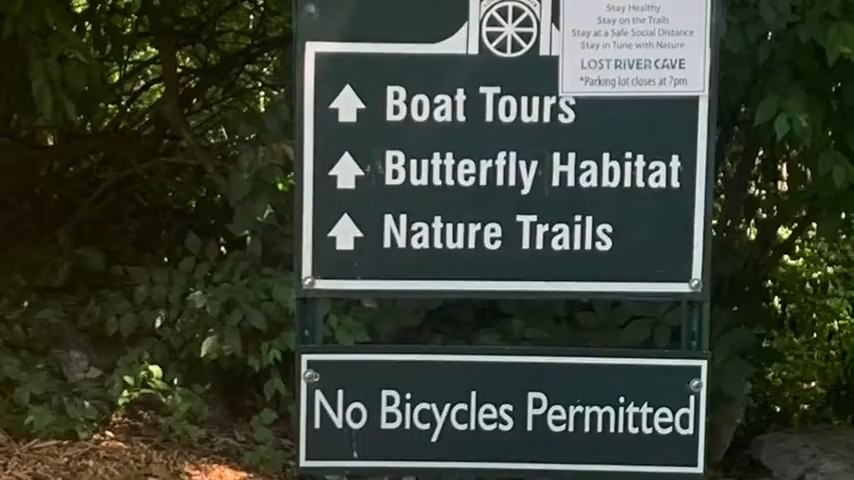 Stay Healthy
Stay on the Trails
Stay at a Safe Social Distance
Stay in Tune with Nature
LOST RIVER CAVE
*Parking lot closes at 7pm
Boat Tours
Butterfly Habitat
Nature Trails
No Bicycles Permitted